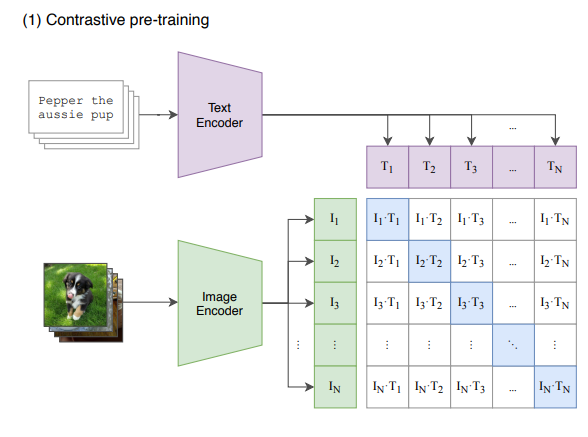 (1) Contrastive pre-training
Pepper the
aussie pup
Text
Encoder
...
T1 T2 T3 ... TN
I1 I1·T1 I1·T2 I1·T3 ... I1·TN
I2 I2·T1 I2·T2 I2·T3 ... I2·TN
Image
Encoder
I3 I3·T1 I3·T2 I3·T3 ... I3·TN
⋮ ⋮ ⋮ ⋮ ⋮ ⋱ ⋮
IN IN·T1 IN·T2 IN·T3 ... IN·TN